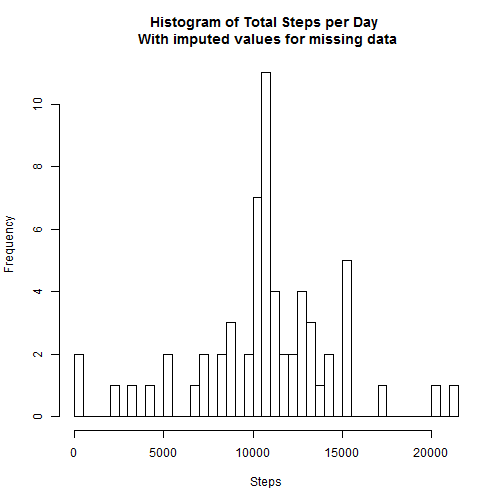 Histogram of Total Steps per Day
With imputed values for missing data
Frequency
10
8
6
4
2
0
0 5000 10000 15000 20000
Steps